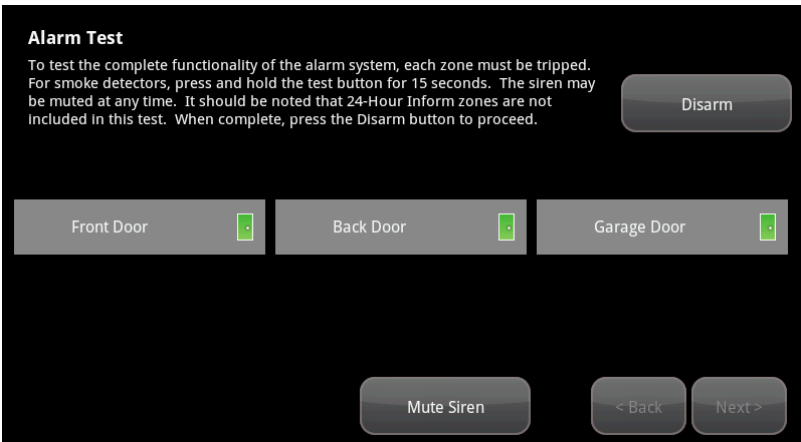 Alarm Test
To test the complete functionality of the alarm system, each zone must be tripped.
For smoke detectors, press and hold the test button for 15 seconds.  The siren may
be muted at any time.  It should be noted that 24-Hour Inform zones are not
included in this test.  When complete, press the Disarm button to proceed.
Disarm
Front Door
Back Door
Garage Door
Mute Siren
< Back
Next >